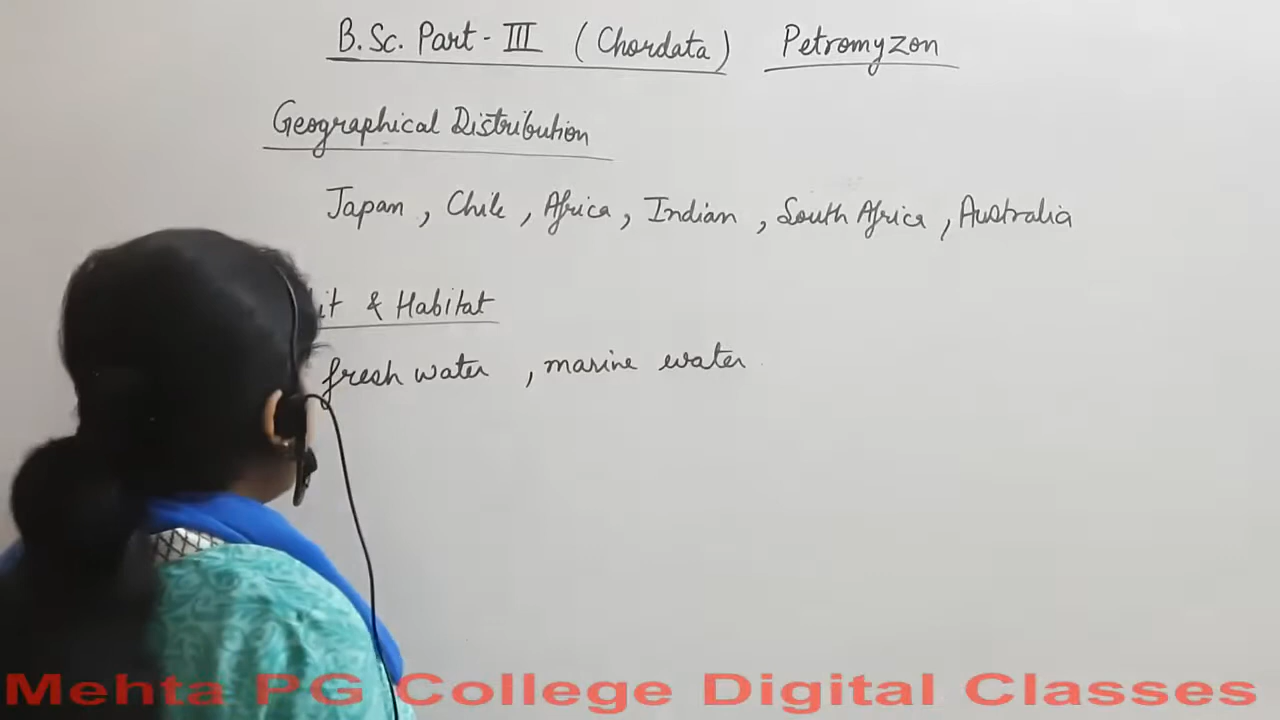 B.Sc. Part - III (Chordata) Petromyzon
Geographical Distribution
Japan, Chile, Africa, Indian, South Africa, Australia
& Habitat
fresh water, marine water
Mehta PG College Digital Classes